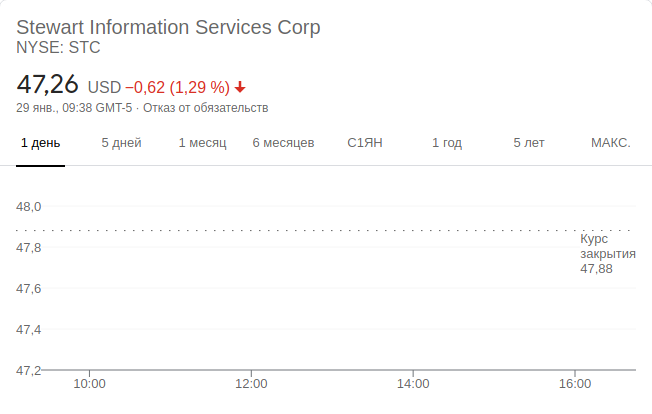 Stewart Information Services Corp
NYSE: STC
47,26 USD −0,62 (1,29 %)
29 янв., 09:38 GMT-5 · Отказ от обязательств
1 день 5 дней 1 месяц 6 месяцев С1ЯН 1 год 5 лет МАКС.
48,0
Курс
закрытия
47,88
47,8
47,6
47,4
47,2
10:00 12:00 14:00 16:00